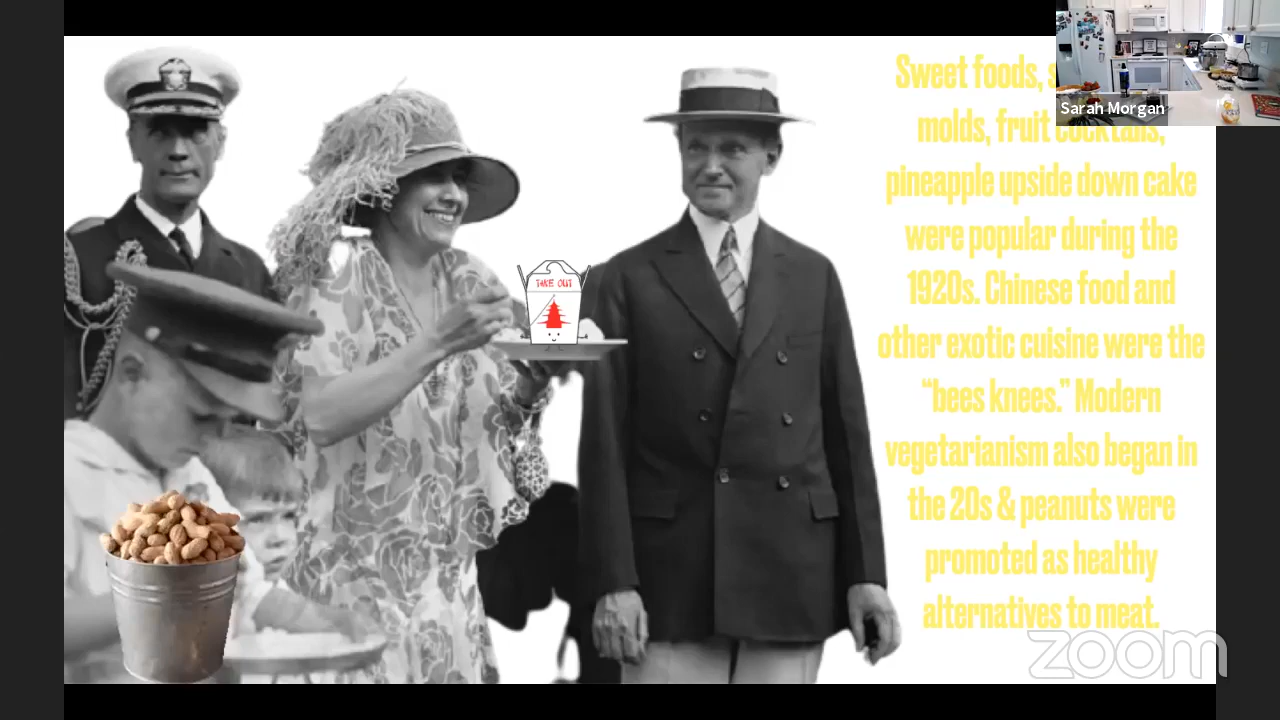 Sweet foods,
molds, fruit cocktails,
pineapple upside down cake
were popular during the
1920s. Chinese food and
other exotic cuisine were the
“bees knees.” Modern
vegetarianism also began in
the 20s & peanuts were
promoted as healthy
alternatives to meat.
Sarah Morgan
TAKE OUT
zoom